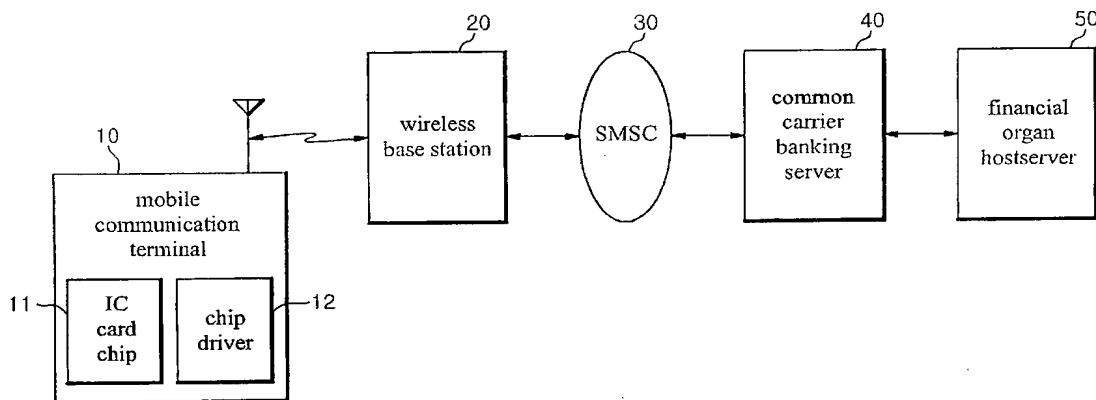 10
mobile
communication
terminal
11
IC
card
chip
chip
driver
12
20
wireless
base station
30
SMSC
40
common
carrier
banking
server
50
financial
organ
hostserver